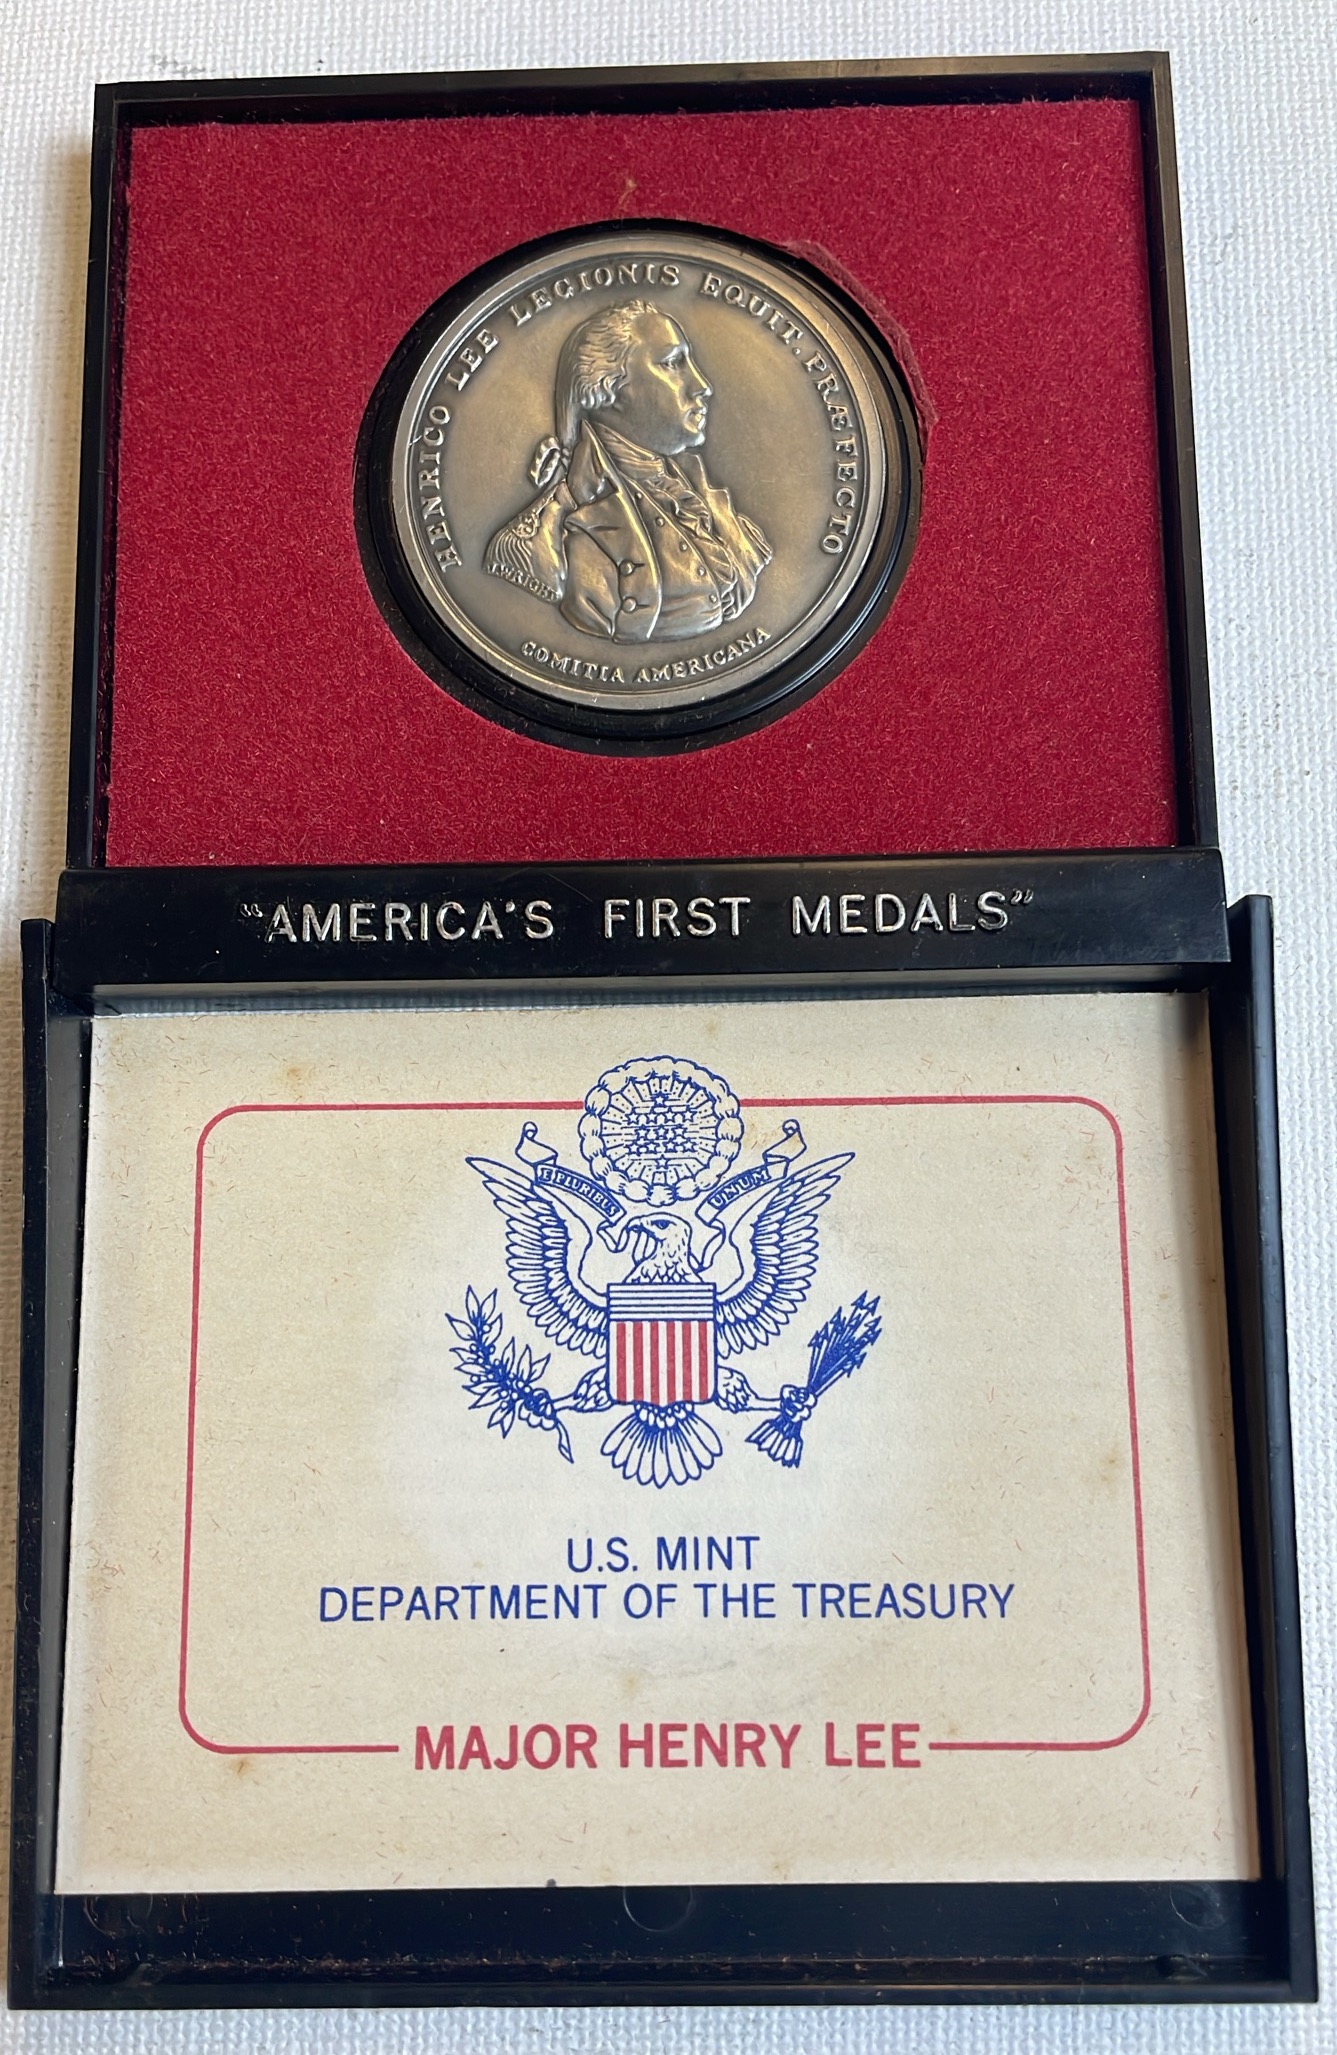 HENRICO LEE LEGIONIS EQUIT. PRÆFECTO
J.WRIGHT
COMITIA AMERICANA
"AMERICA'S FIRST MEDALS"
E PLURIBUS UNUM
U.S. MINT
DEPARTMENT OF THE TREASURY
MAJOR HENRY LEE